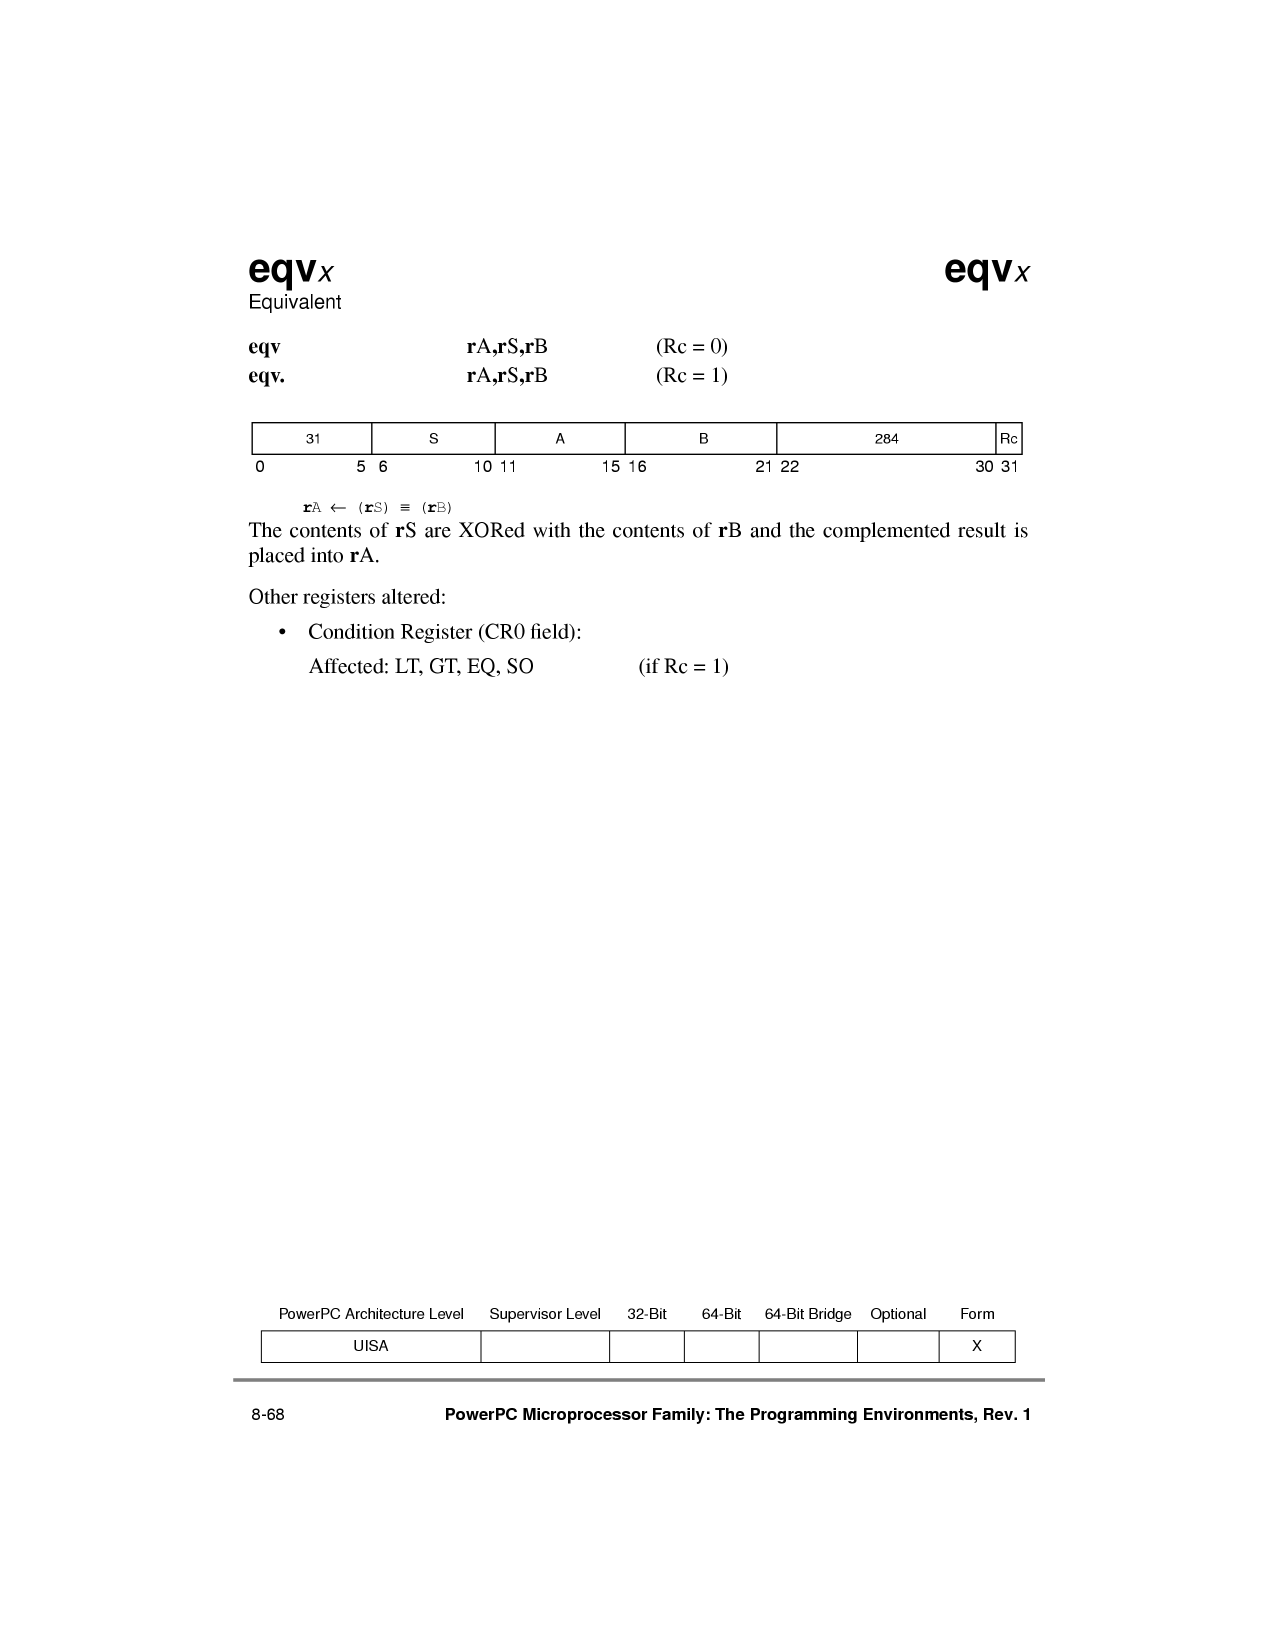 eqvx eqvx
Equivalent
eqv rA,rS,rB (Rc = 0)
eqv. rA,rS,rB (Rc = 1)
31 S A B 284 Rc
0 5 6 10 11 15 16 21 22 30 31
rA ← (rS) ≡ (rB)
The contents of rS are XORed with the contents of rB and the complemented result is
placed into rA.
Other registers altered:
• Condition Register (CR0 field):
Affected: LT, GT, EQ, SO (if Rc = 1)
PowerPC Architecture Level Supervisor Level 32-Bit 64-Bit 64-Bit Bridge Optional Form
UISA X
8-68 PowerPC Microprocessor Family: The Programming Environments, Rev. 1